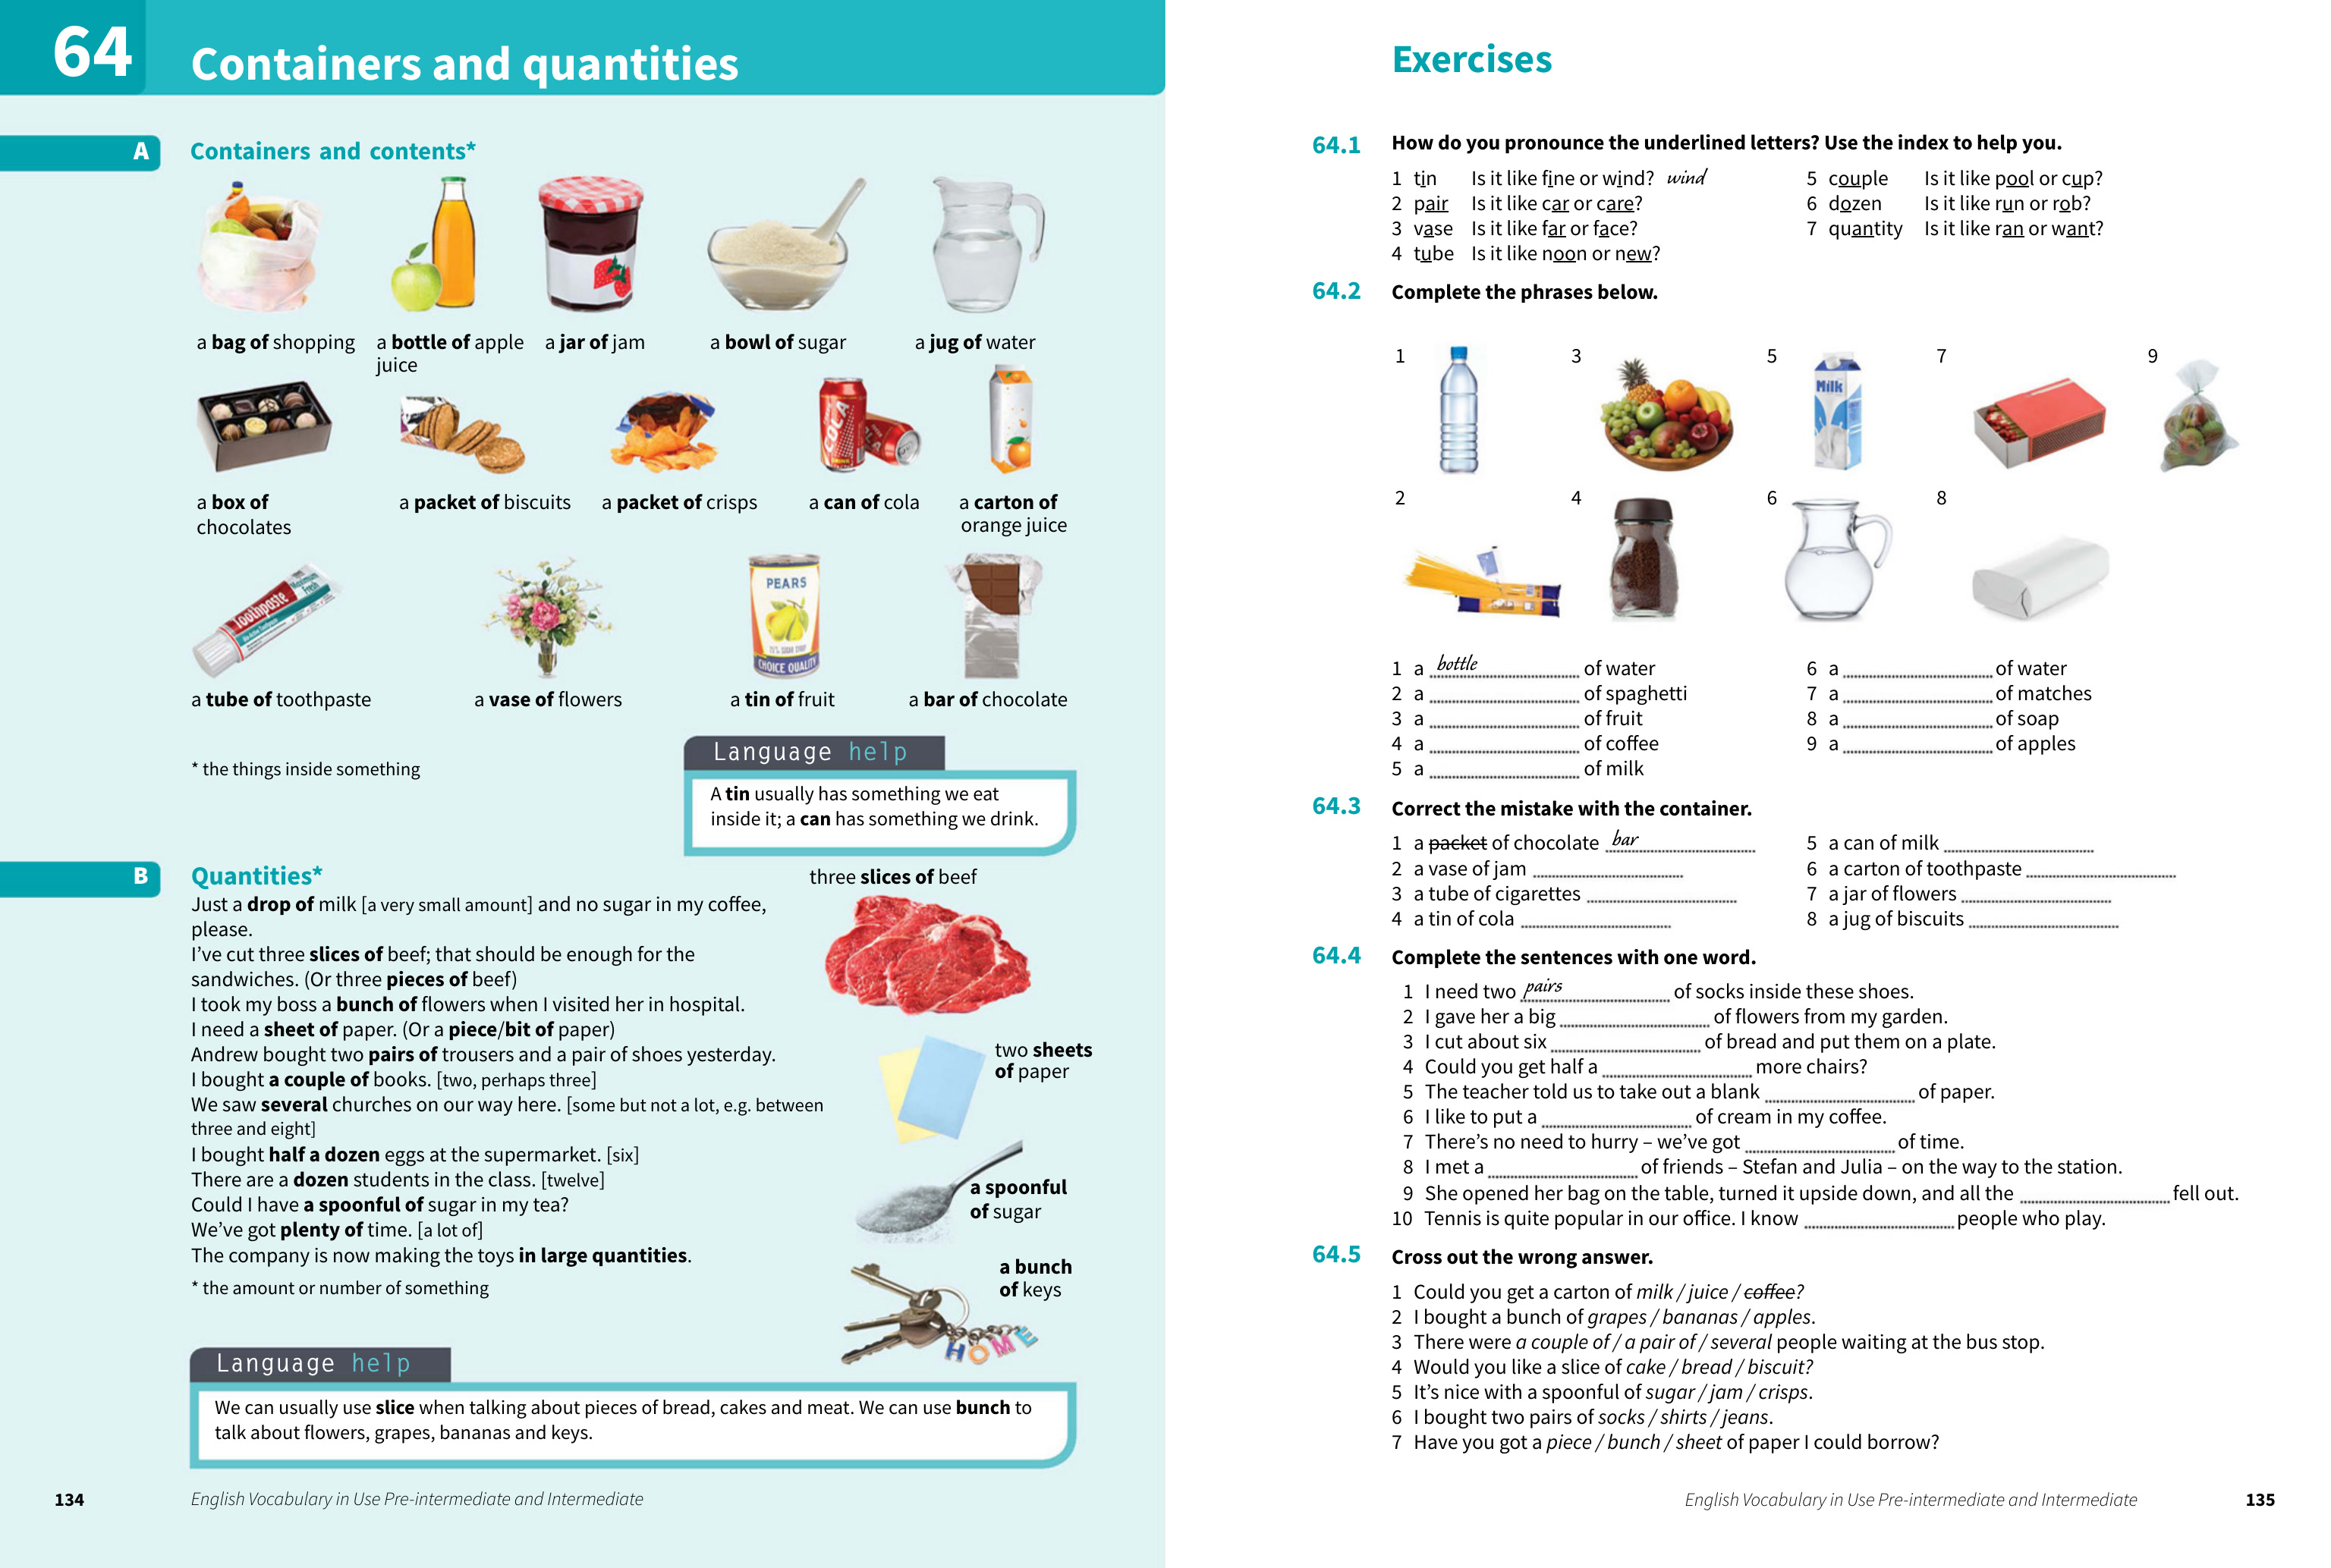 64
Containers and quantities
A
Containers and contents*
a bag of shopping
a bottle of apple
juice
a jar of jam
a bowl of sugar
a jug of water
Milk
COLA
a box of
chocolates
a packet of biscuits
a packet of crisps
a can of cola
a carton of
orange juice
Toothpaste
Maximum
Fresh
PEARS
CHOICE QUALITY
a tube of toothpaste
a vase of flowers
a tin of fruit
a bar of chocolate
* the things inside something
Language help
A tin usually has something we eat
inside it; a can has something we drink.
B
Quantities*
Just a drop of milk [a very small amount] and no sugar in my coffee,
please.
I've cut three slices of beef; that should be enough for the
sandwiches. (Or three pieces of beef)
I took my boss a bunch of flowers when I visited her in hospital.
I need a sheet of paper. (Or a piece/bit of paper)
Andrew bought two pairs of trousers and a pair of shoes yesterday.
I bought a couple of books. [two, perhaps three]
We saw several churches on our way here. [some but not a lot, e.g. between
three and eight]
I bought half a dozen eggs at the supermarket. [six]
There are a dozen students in the class. [twelve]
Could I have a spoonful of sugar in my tea?
We've got plenty of time. [a lot of]
The company is now making the toys in large quantities.
* the amount or number of something
three slices of beef
two sheets
of paper
a spoonful
of sugar
a bunch
of keys
HOME
Language help
We can usually use slice when talking about pieces of bread, cakes and meat. We can use bunch to
talk about flowers, grapes, bananas and keys.
134
English Vocabulary in Use Pre-intermediate and Intermediate
Exercises
64.1 How do you pronounce the underlined letters? Use the index to help you.
1 tin Is it like fine or wind? wind
2 pair Is it like car or care?
3 vase Is it like far or face?
4 tube Is it like noon or new?
5 couple Is it like pool or cup?
6 dozen Is it like run or rob?
7 quantity Is it like ran or want?
64.2 Complete the phrases below.
1
3
5
7
9
2
4
6
8
1 a bottle of water
2 a of spaghetti
3 a of fruit
4 a of coffee
5 a of milk
6 a of water
7 a of matches
8 a of soap
9 a of apples
64.3 Correct the mistake with the container.
1 a packet of chocolate bar
2 a vase of jam
3 a tube of cigarettes
4 a tin of cola
5 a can of milk
6 a carton of toothpaste
7 a jar of flowers
8 a jug of biscuits
64.4 Complete the sentences with one word.
1 I need two pairs of socks inside these shoes.
2 I gave her a big of flowers from my garden.
3 I cut about six of bread and put them on a plate.
4 Could you get half a more chairs?
5 The teacher told us to take out a blank of paper.
6 I like to put a of cream in my coffee.
7 There's no need to hurry – we've got of time.
8 I met a of friends – Stefan and Julia – on the way to the station.
9 She opened her bag on the table, turned it upside down, and all the fell out.
10 Tennis is quite popular in our office. I know people who play.
64.5 Cross out the wrong answer.
1 Could you get a carton of milk / juice / coffee?
2 I bought a bunch of grapes / bananas / apples.
3 There were a couple of / a pair of / several people waiting at the bus stop.
4 Would you like a slice of cake / bread / biscuit?
5 It's nice with a spoonful of sugar / jam / crisps.
6 I bought two pairs of socks / shirts / jeans.
7 Have you got a piece / bunch / sheet of paper I could borrow?
English Vocabulary in Use Pre-intermediate and Intermediate
135